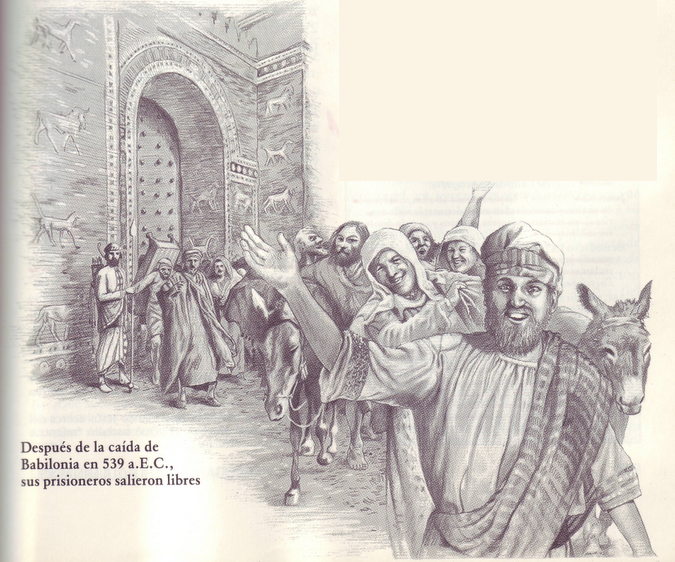 Después de la caída de
Babilonia en 539 a.E.C.,
sus prisioneros salieron libres